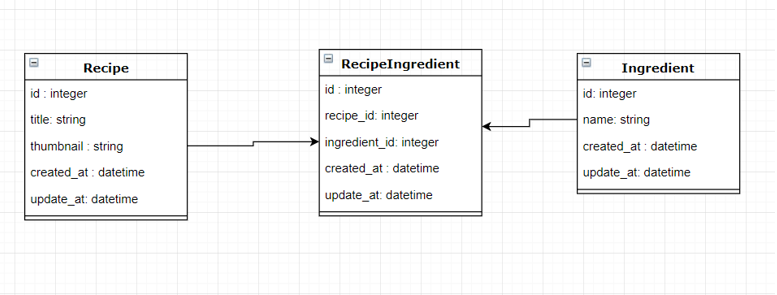 Recipe
id : integer
title: string
thumbnail : string
created_at : datetime
update_at: datetime
RecipeIngredient
id : integer
recipe_id: integer
ingredient_id: integer
created_at : datetime
update_at: datetime
Ingredient
id: integer
name: string
created_at : datetime
update_at: datetime